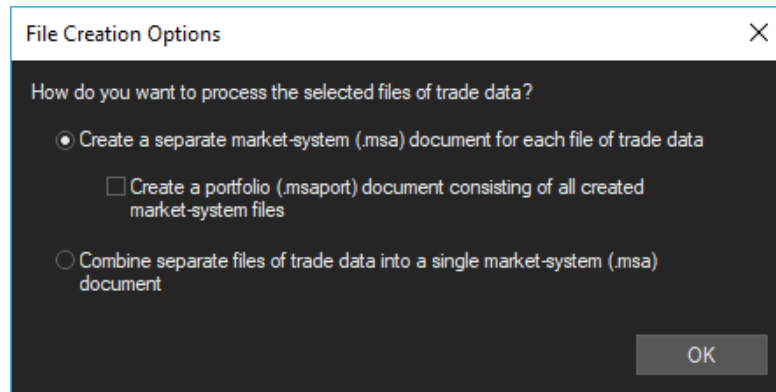 File Creation Options
How do you want to process the selected files of trade data?
Create a separate market-system (.msa) document for each file of trade data
Create a portfolio (.msaport) document consisting of all created
market-system files
Combine separate files of trade data into a single market-system (.msa)
document
OK